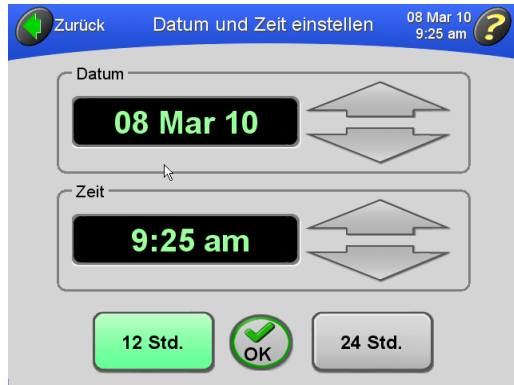 Zurück
Datum und Zeit einstellen
08 Mar 10
9:25 am
?
Datum
08 Mar 10
Zeit
9:25 am
12 Std.
OK
24 Std.